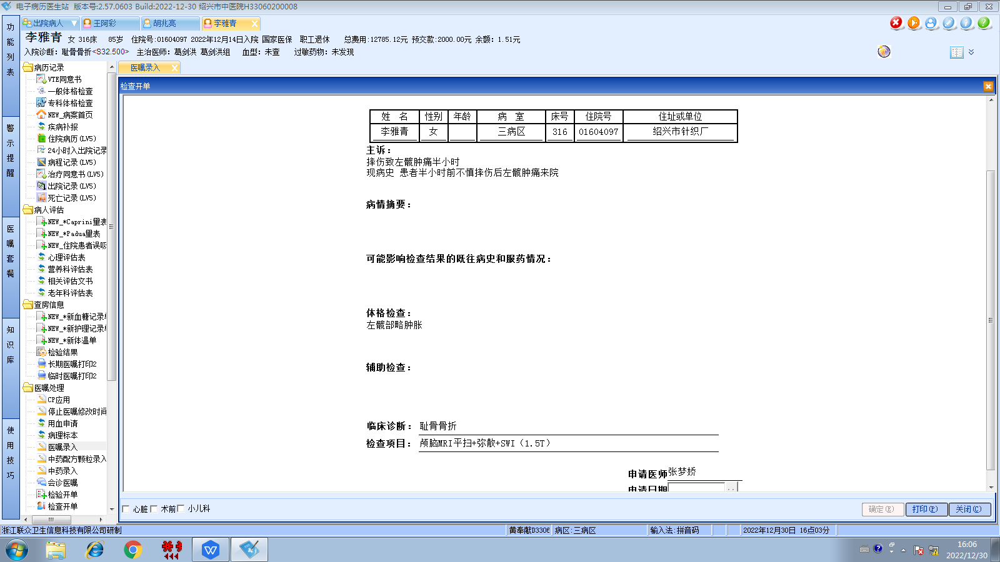 电子病历医生站 版本号:2.57.0603 Build:2022-12-30 绍兴市中医院H33060200008
功能列表
警示提醒
医嘱套餐
知识库
使用技巧
出院病人 王阿彩 胡兆亮 李雅青
李雅青 女 316床 85岁 住院号:01604097 2022年12月14日入院 国家医保 职工退休 总费用:12785.12元 预交款:2000.00元 余额: 1.51元
入院诊断: 耻骨骨折<S32.500> 主治医师: 葛剑洪 葛剑洪组 血型: 未查 过敏药物: 未发现
病历记录
VTE同意书
一般体格检查
专科体格检查
NEW_病案首页
疾病补报
住院病历(LV5)
24小时入出院记录
病程记录(LV5)
治疗同意书(LV5)
出院记录(LV5)
死亡记录(LV5)
病人评估
NEW_*Caprini量表
NEW_*Padua量表
NEW_住院患者误吸
心理评估表
营养科评估表
相关评估文书
老年科评估表
查房信息
NEW_*新血糖记录单
NEW_*新护理记录单
NEW_*新体温单
检验结果
长期医嘱打印2
临时医嘱打印2
医嘱处理
CP应用
停止医嘱修改时间
用血申请
病理标本
医嘱录入
中药配方颗粒录入
中药录入
会诊医嘱
检验开单
检查开单
医嘱录入
检查开单
姓 名 性别 年龄 病 室 床号 住院号 住址或单位
李雅青 女 三病区 316 01604097 绍兴市针织厂
主诉:
摔伤致左髋肿痛半小时
现病史 患者半小时前不慎摔伤后左髋肿痛来院
病情摘要:
可能影响检查结果的既往病史和服药情况:
体格检查:
左髋部略肿胀
辅助检查:
临床诊断: 耻骨骨折
检查项目: 颅脑MRI平扫+弥散+SWI（1.5T）
申请医师 张梦娇
申请日期
心脏 术前 小儿科
确定(E) 打印(P) 关闭(C)
浙江联众卫生信息科技有限公司研制 黄奉献D3306 病区:三病区 输入法:拼音码 2022年12月30日 16点03分
16:06
2022/12/30